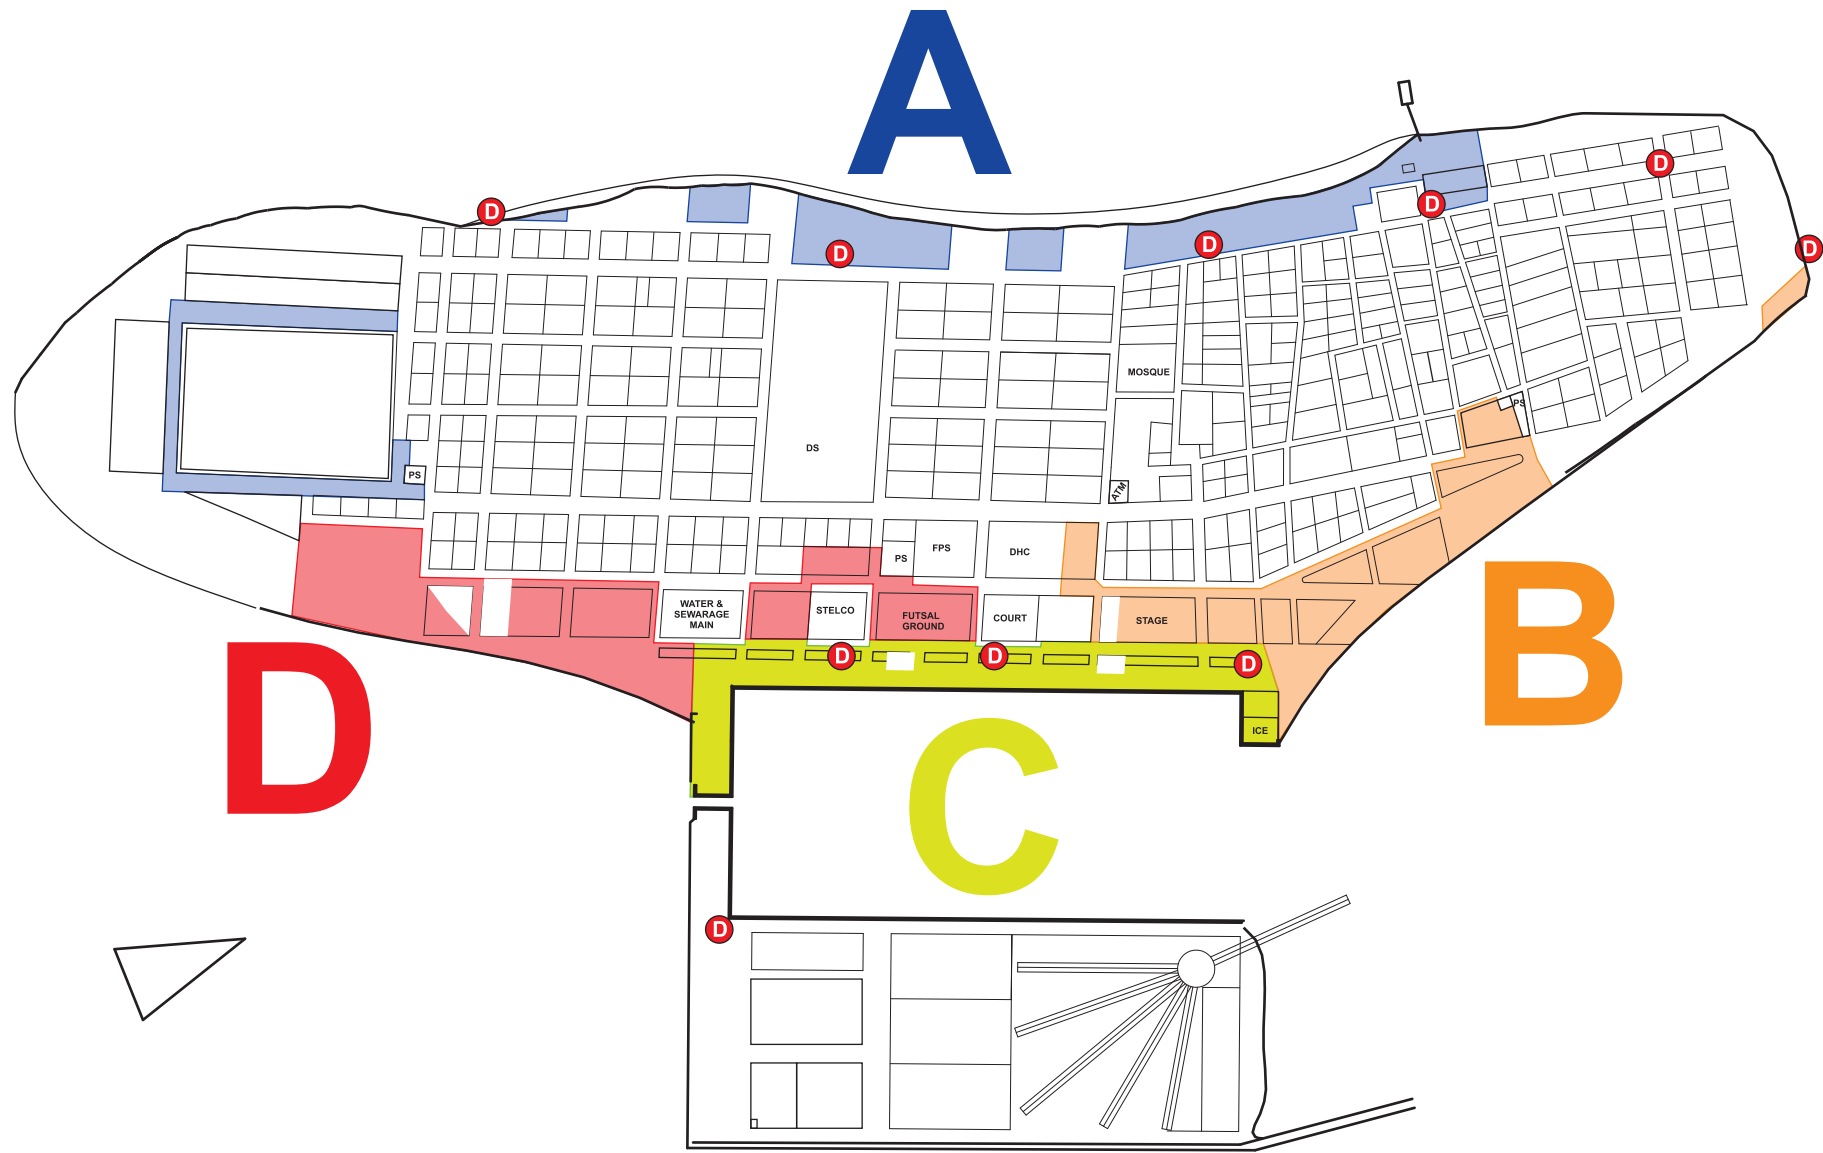 A
D
D
D
D
D
D
D
MOSQUE
PS
DS
PS
ATM
FPS
PS
DHC
WATER &
SEWARAGE
MAIN
STELCO
FUTSAL
GROUND
COURT
STAGE
D
D
D
B
D
C
ICE
D